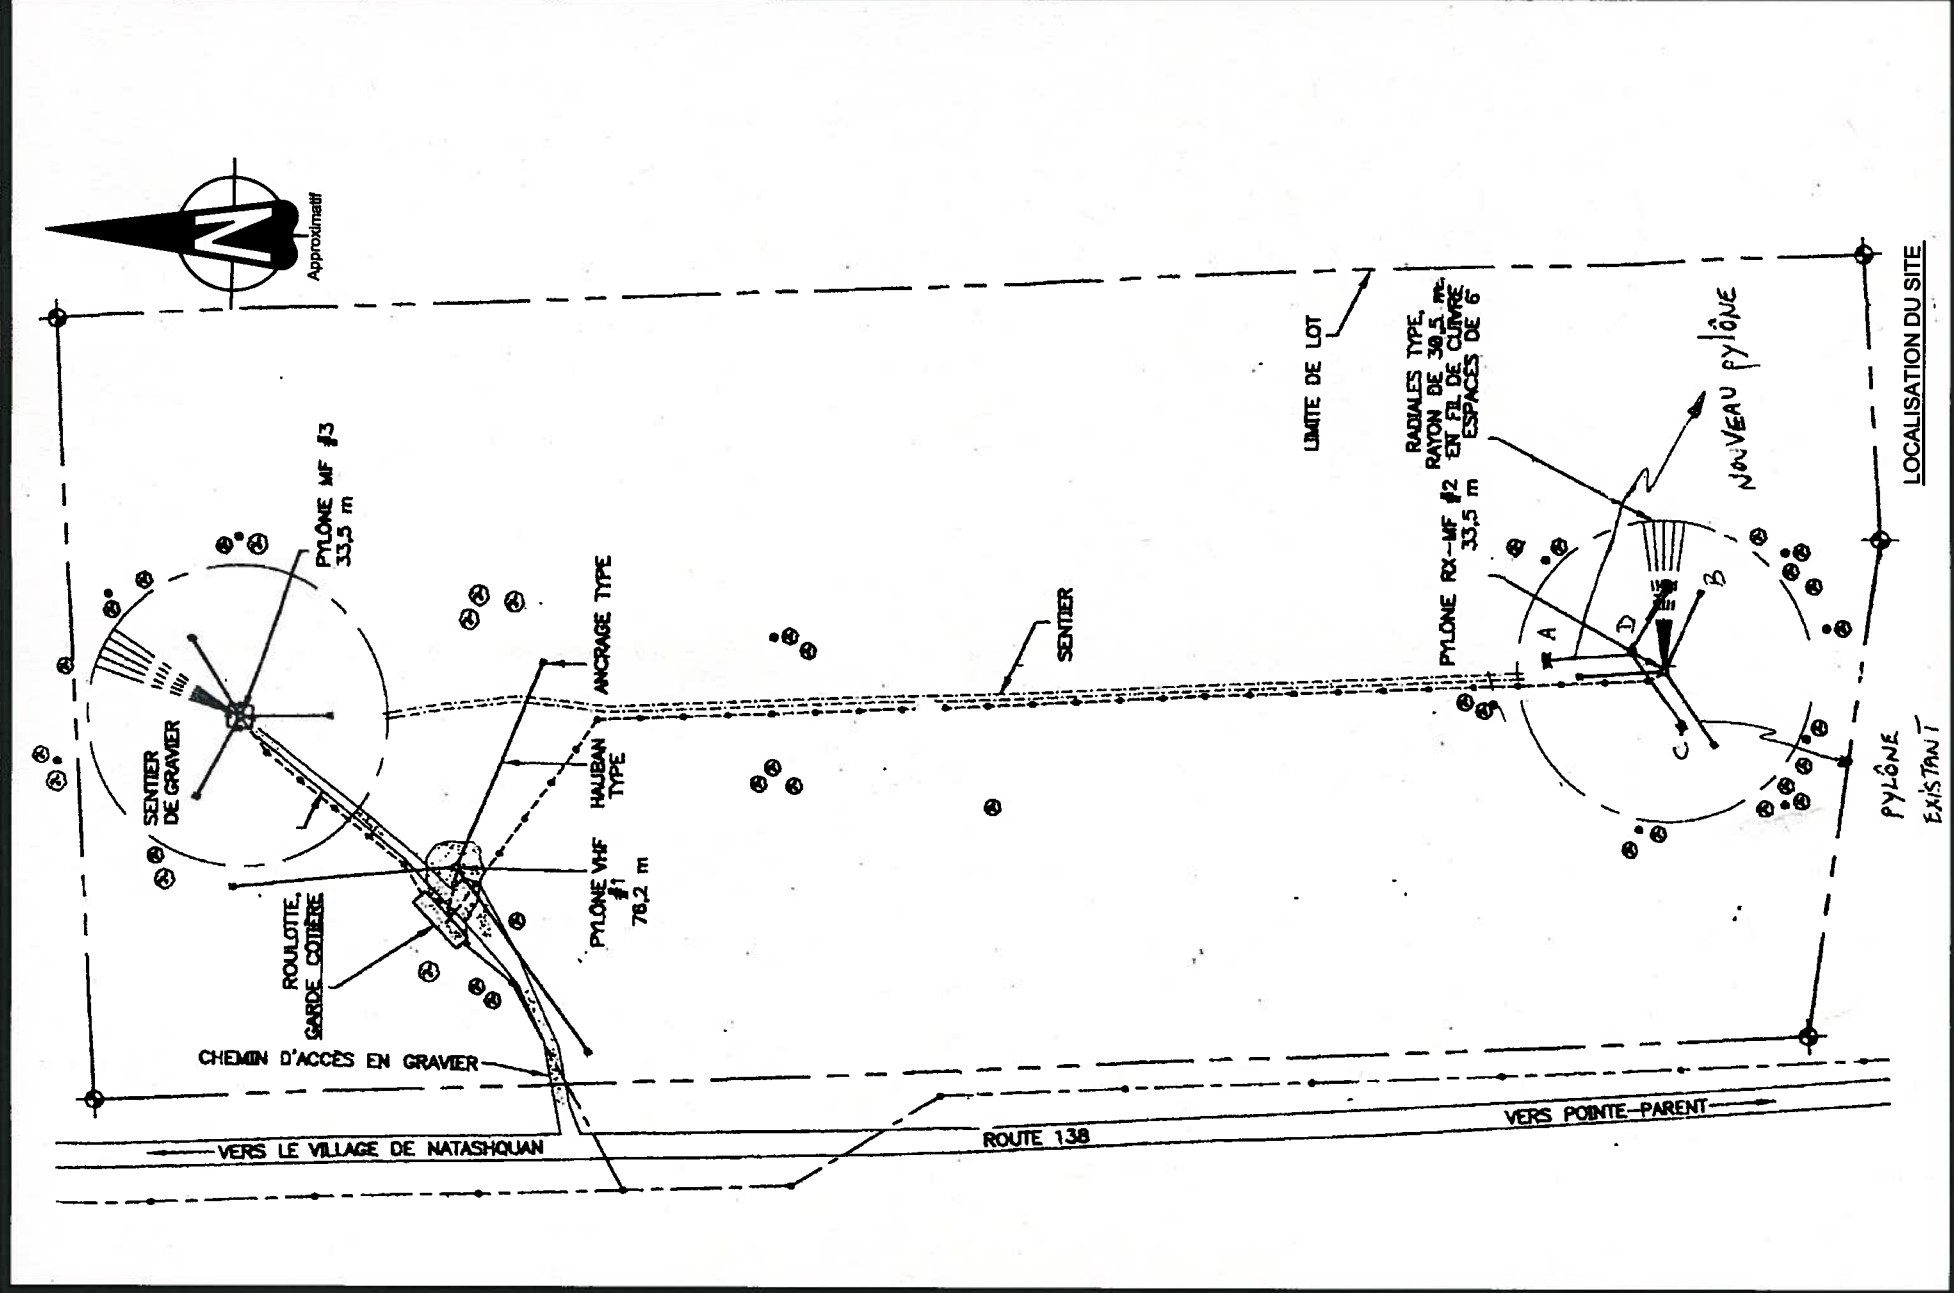 N
Approximatif
PYLÔNE MF #3
33,5 m
SENTIER
DE GRAVIER
ROULOTTE,
GARDE CÔTIÈRE
CHEMIN D'ACCÈS EN GRAVIER
ANCRAGE TYPE
HAUBAN
TYPE
PYLÔNE VHF
#1
76,2 m
SENTIER
LIMITE DE LOT
RADIALES TYPE,
RAYON DE 30,5 m.
EN FIL DE CUIVRE
ESPACÉS DE 6
PYLÔNE RX-MF #2
33,5 m
NOUVEAU PYLÔNE
A
B
C
D
PYLÔNE
EXISTANT
LOCALISATION DU SITE
VERS LE VILLAGE DE NATASHQUAN
ROUTE 138
VERS POINTE-PARENT